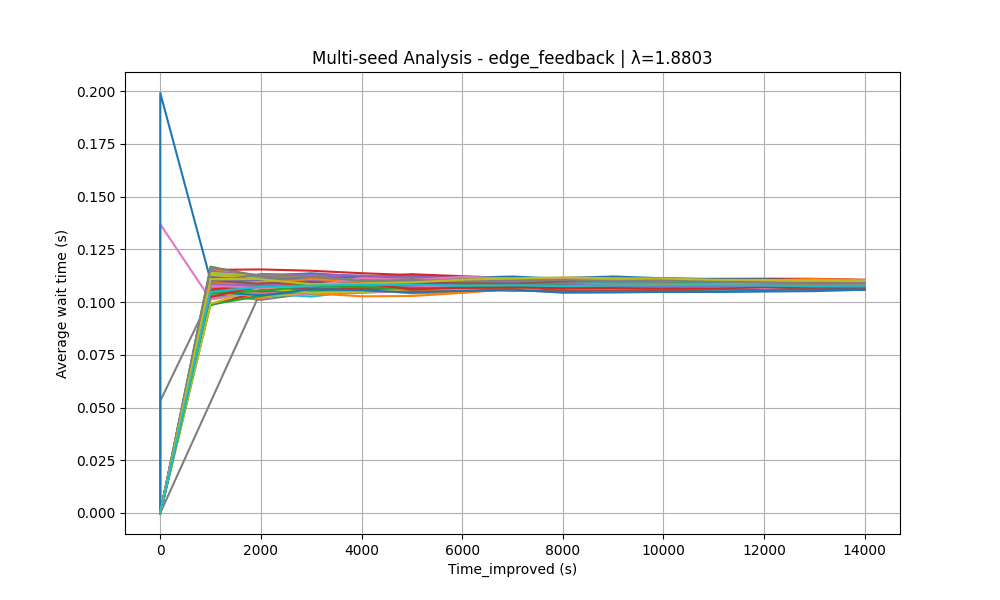 Multi-seed Analysis - edge_feedback | λ=1.8803
0.200
0.175
0.150
0.125
0.100
0.075
0.050
0.025
0.000
Average wait time (s)
0 2000 4000 6000 8000 10000 12000 14000
Time_improved (s)